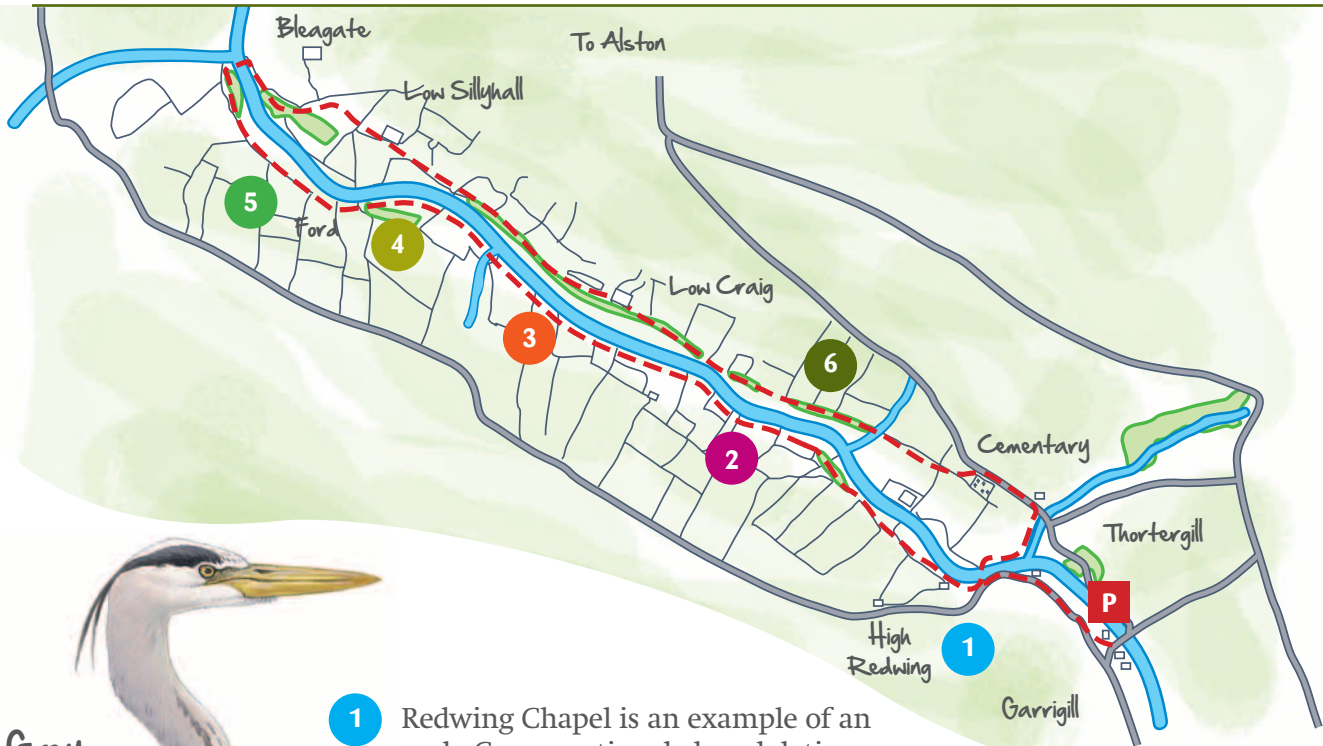 Bleagate
To Alston
Low Sillyhall
5
Ford
4
Low Craig
3
6
2
Cementary
Thortergill
P
High
Redwing
1
Garrigill
1 Redwing Chapel is an example of an